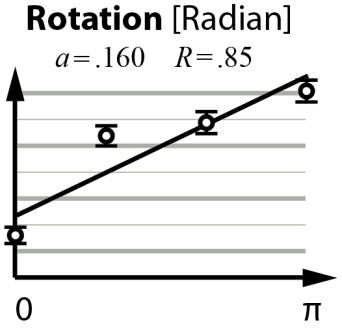 Rotation [Radian]
a=.160 R=.85
0 π